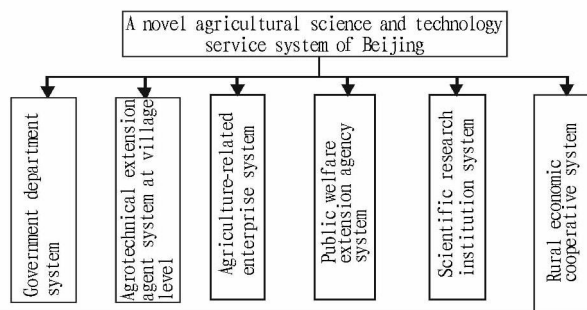 A novel agricultural science and technology
service system of Beijing
Government department
system
Agrotechnical extension
agent system at village
level
Agriculture-related
enterprise system
Public welfare
extension agency
system
Scientific research
institution system
Rural economic
cooperative system